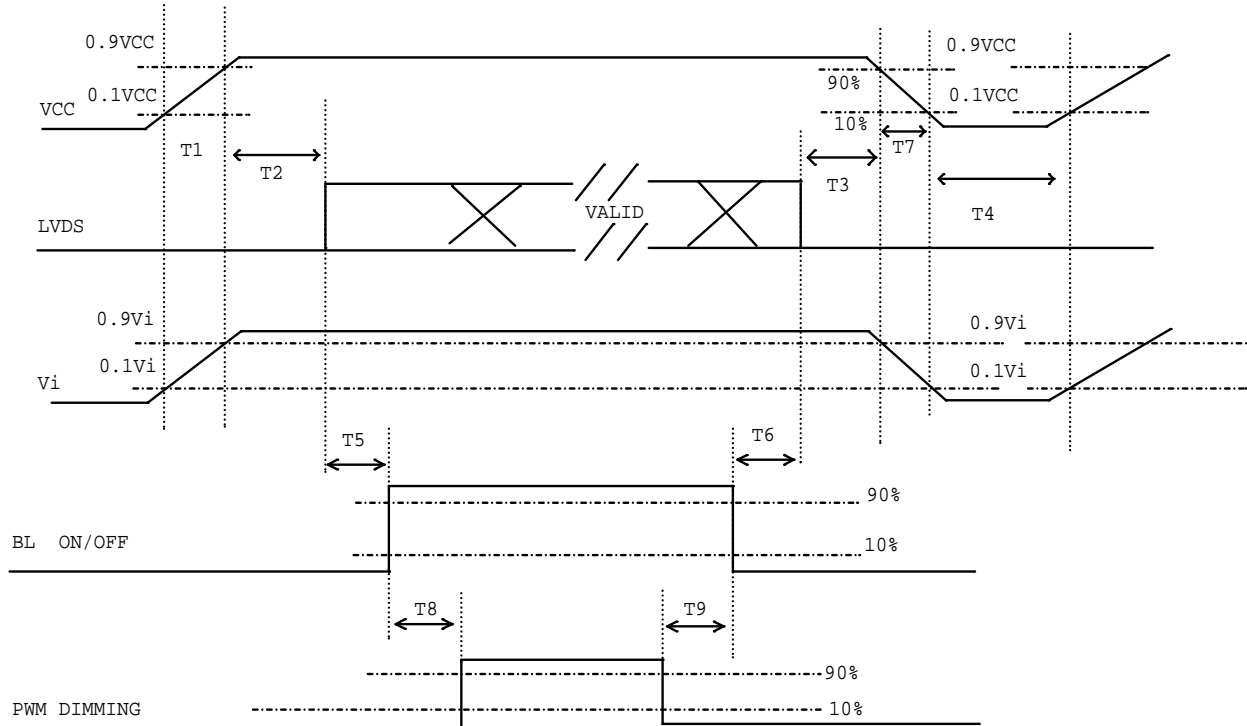 0.9VCC
0.9VCC
90%
0.1VCC
0.1VCC
VCC
10%
T1
T7
T2
T3
VALID
T4
LVDS
0.9Vi
0.9Vi
0.1Vi
0.1Vi
Vi
T5
T6
90%
BL ON/OFF
10%
T8
T9
90%
PWM DIMMING
10%